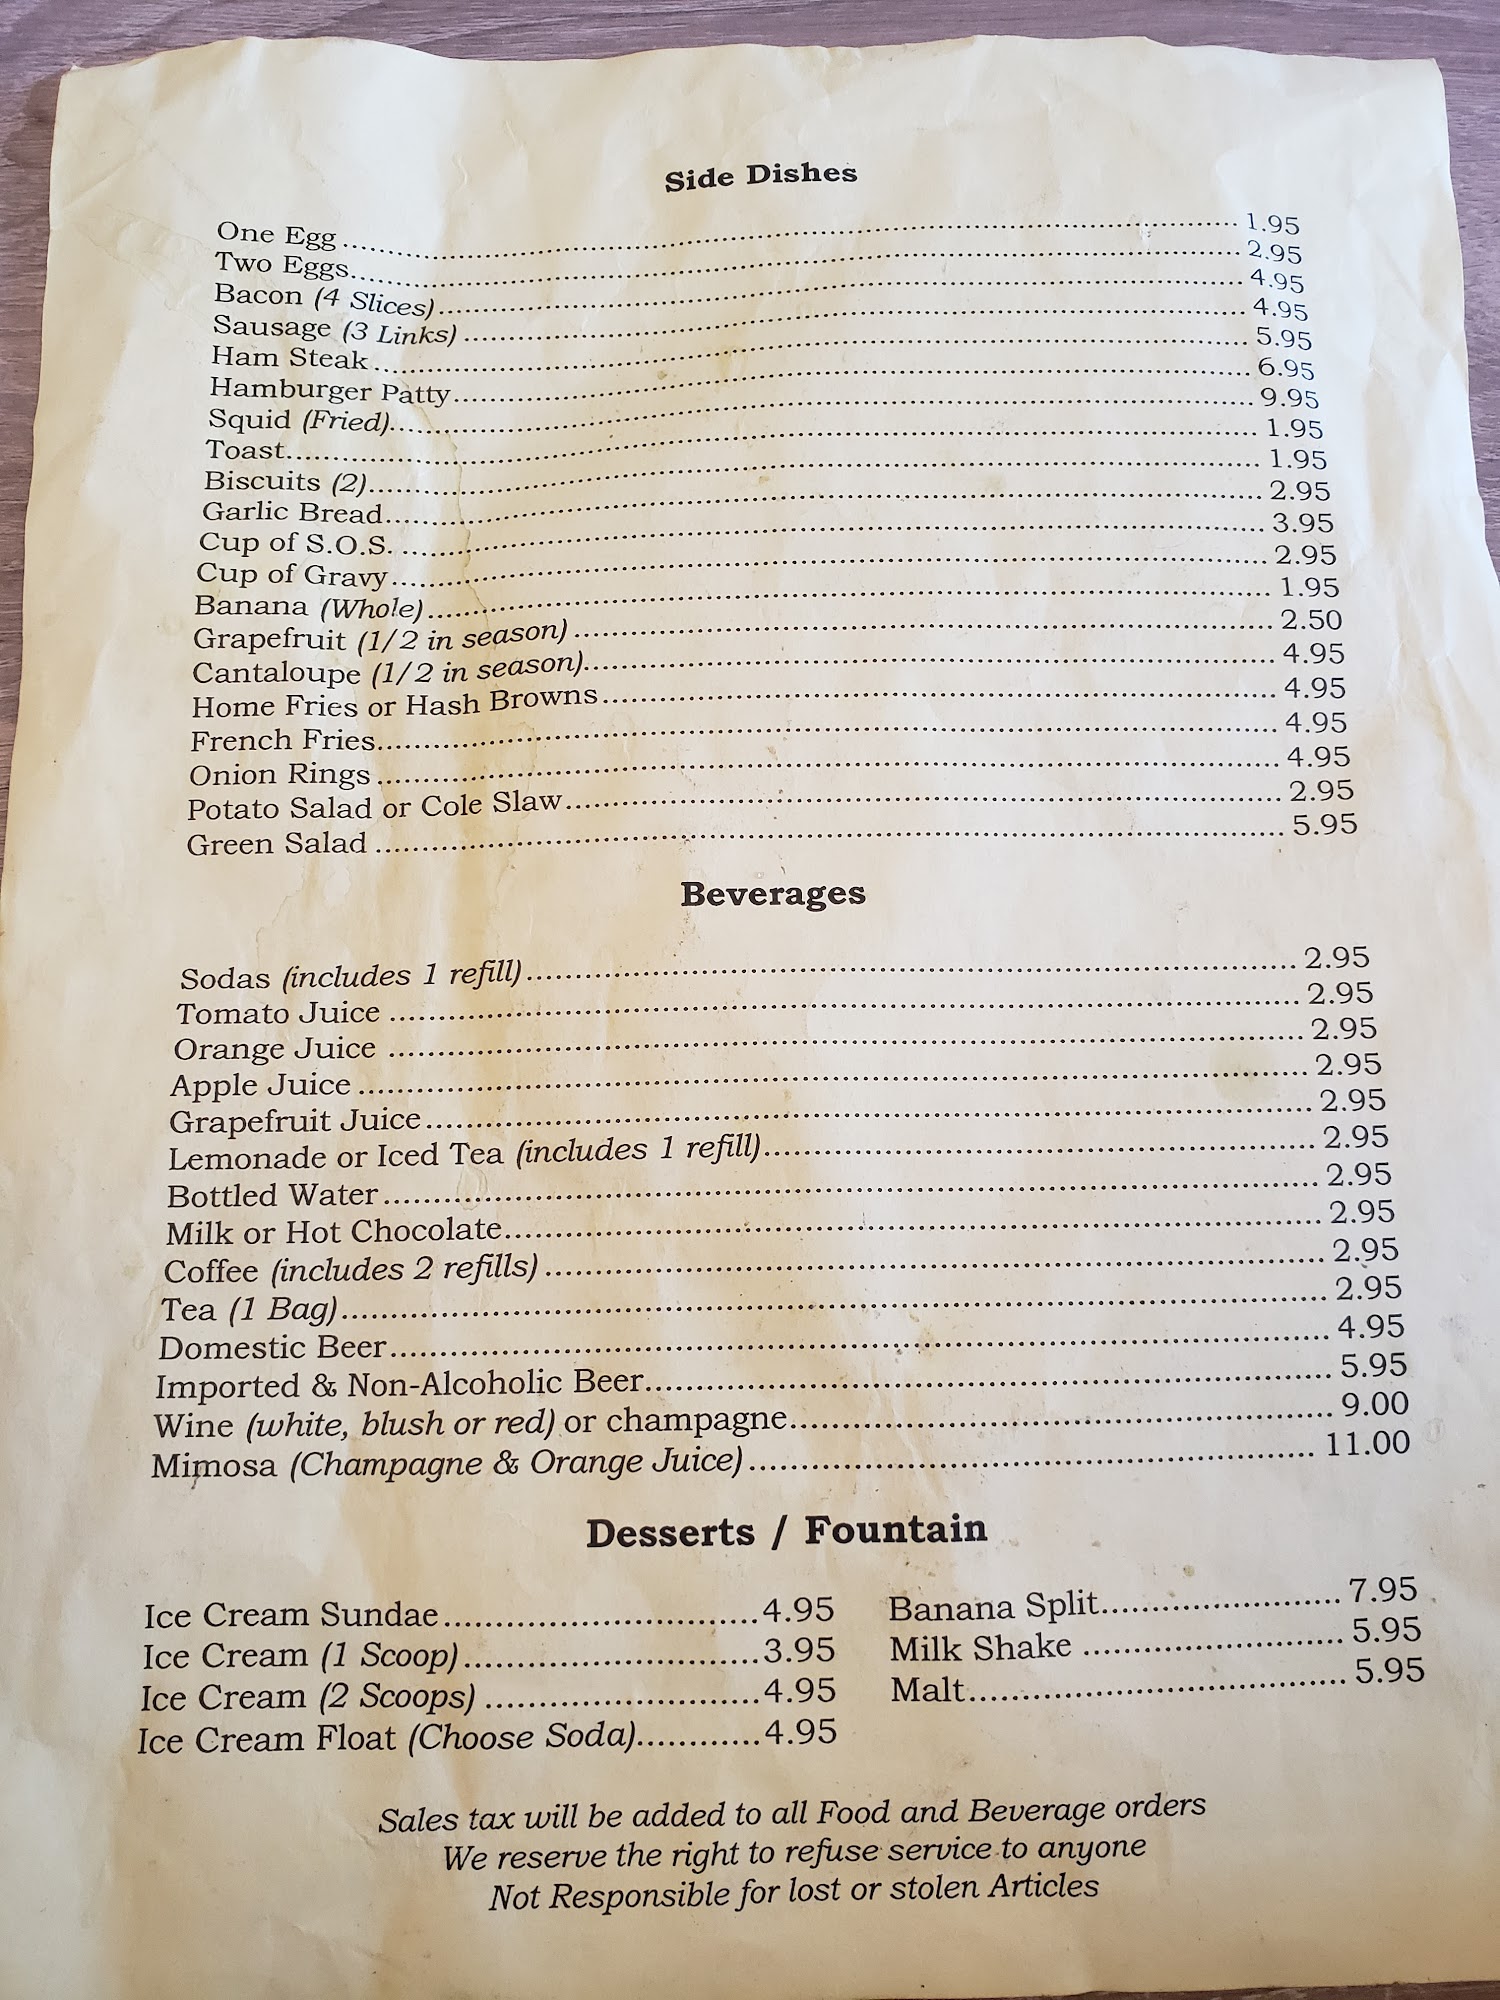 Side Dishes
One Egg 1.95
Two Eggs 2.95
Bacon (4 Slices) 4.95
Sausage (3 Links) 4.95
Ham Steak 5.95
Hamburger Patty 6.95
Squid (Fried) 9.95
Toast 1.95
Biscuits (2) 1.95
Garlic Bread 2.95
Cup of S.O.S. 3.95
Cup of Gravy 2.95
Banana (Whole) 1.95
Grapefruit (1/2 in season) 2.50
Cantaloupe (1/2 in season) 4.95
Home Fries or Hash Browns 4.95
French Fries 4.95
Onion Rings 4.95
Potato Salad or Cole Slaw 2.95
Green Salad 5.95
Beverages
Sodas (includes 1 refill) 2.95
Tomato Juice 2.95
Orange Juice 2.95
Apple Juice 2.95
Grapefruit Juice 2.95
Lemonade or Iced Tea (includes 1 refill) 2.95
Bottled Water 2.95
Milk or Hot Chocolate 2.95
Coffee (includes 2 refills) 2.95
Tea (1 Bag) 2.95
Domestic Beer 4.95
Imported & Non-Alcoholic Beer 5.95
Wine (white, blush or red) or champagne 9.00
Mimosa (Champagne & Orange Juice) 11.00
Desserts / Fountain
Ice Cream Sundae 4.95
Ice Cream (1 Scoop) 3.95
Ice Cream (2 Scoops) 4.95
Ice Cream Float (Choose Soda) 4.95
Banana Split 7.95
Milk Shake 5.95
Malt 5.95
Sales tax will be added to all Food and Beverage orders
We reserve the right to refuse service to anyone
Not Responsible for lost or stolen Articles